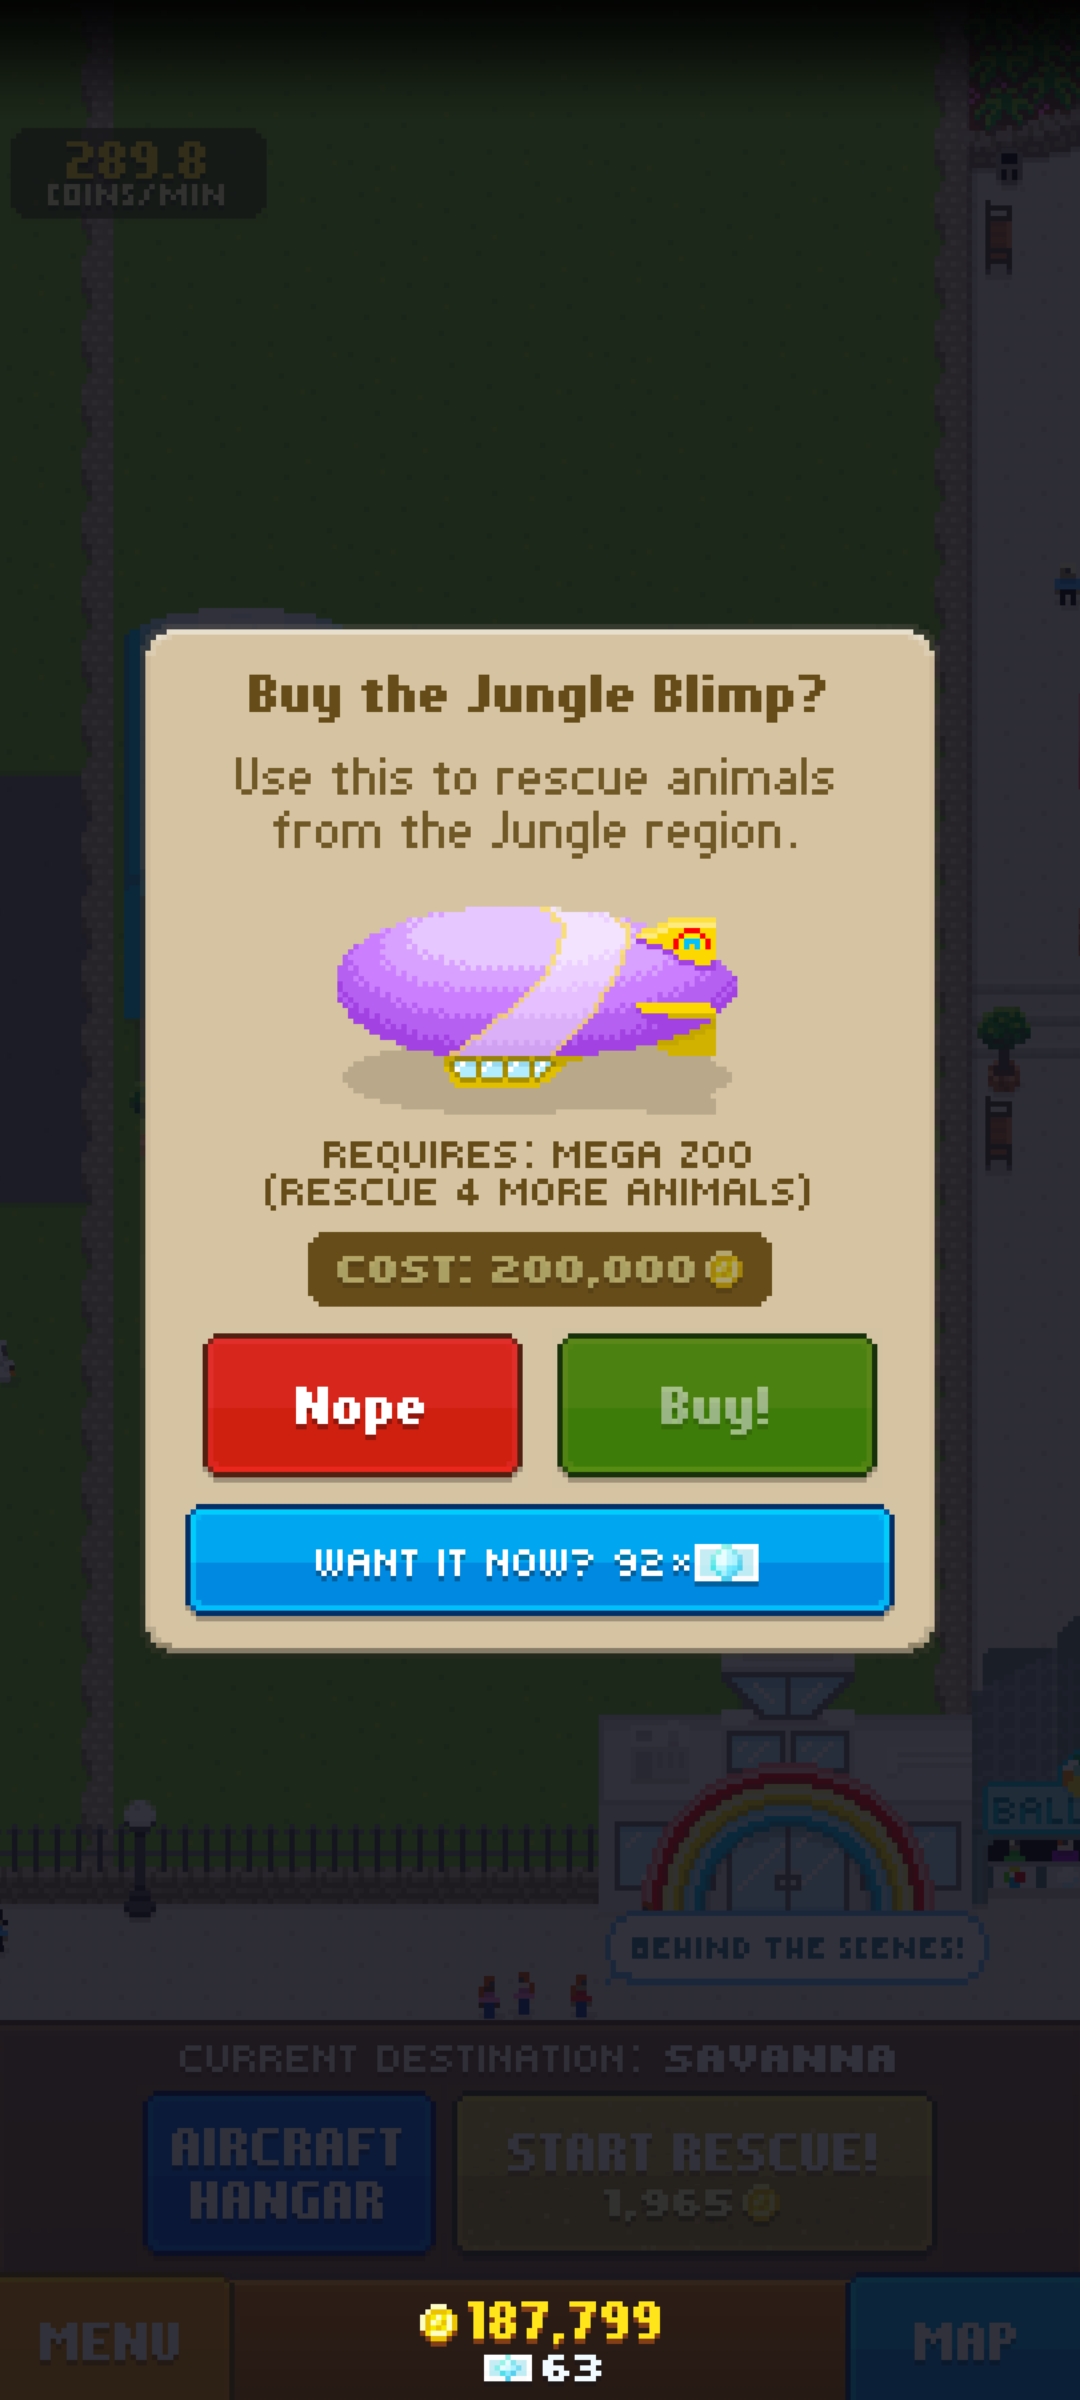 289.8
COINS/MIN
Buy the Jungle Blimp?
Use this to rescue animals
from the Jungle region.
REQUIRES: MEGA ZOO
(RESCUE 4 MORE ANIMALS)
COST: 200,000
Nope
Buy!
WANT IT NOW? 92×
BALL
BEHIND THE SCENES!
CURRENT DESTINATION: SAVANNA
AIRCRAFT
HANGAR
START RESCUE!
1,965
MENU
187,799
63
MAP